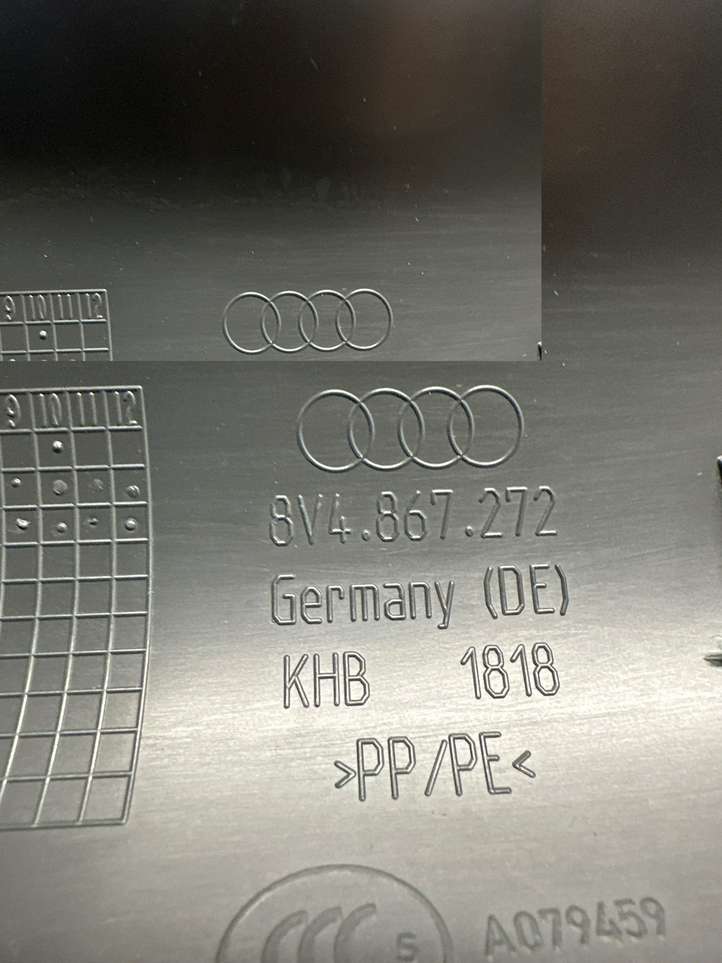 9 10 11 12
9 10 11 12
8V4.867.272
Germany (DE)
KHB 1818
>PP/PE<
CCC S A079459